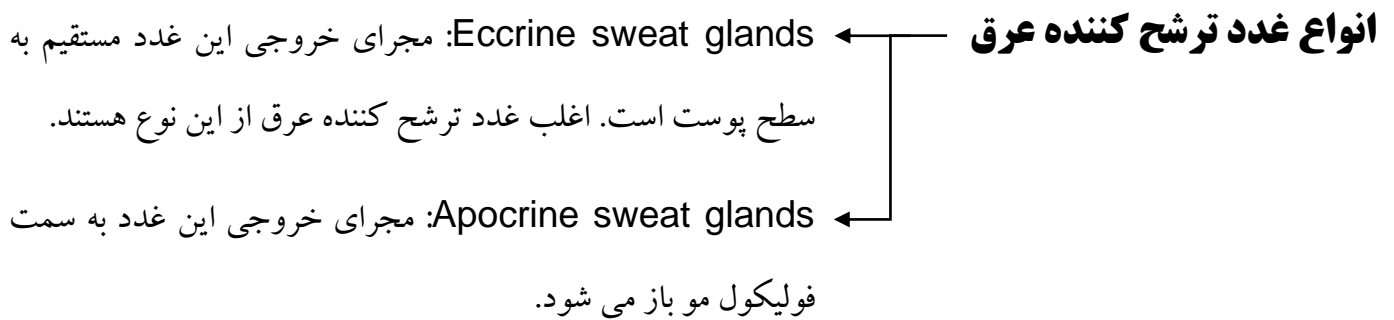 انواع غدد ترشح کننده عرق
Eccrine sweat glands: مجرای خروجی این غدد مستقیم به
سطح پوست است. اغلب غدد ترشح کننده عرق از این نوع هستند.
Apocrine sweat glands: مجرای خروجی این غدد به سمت
فولیکول مو باز می شود.